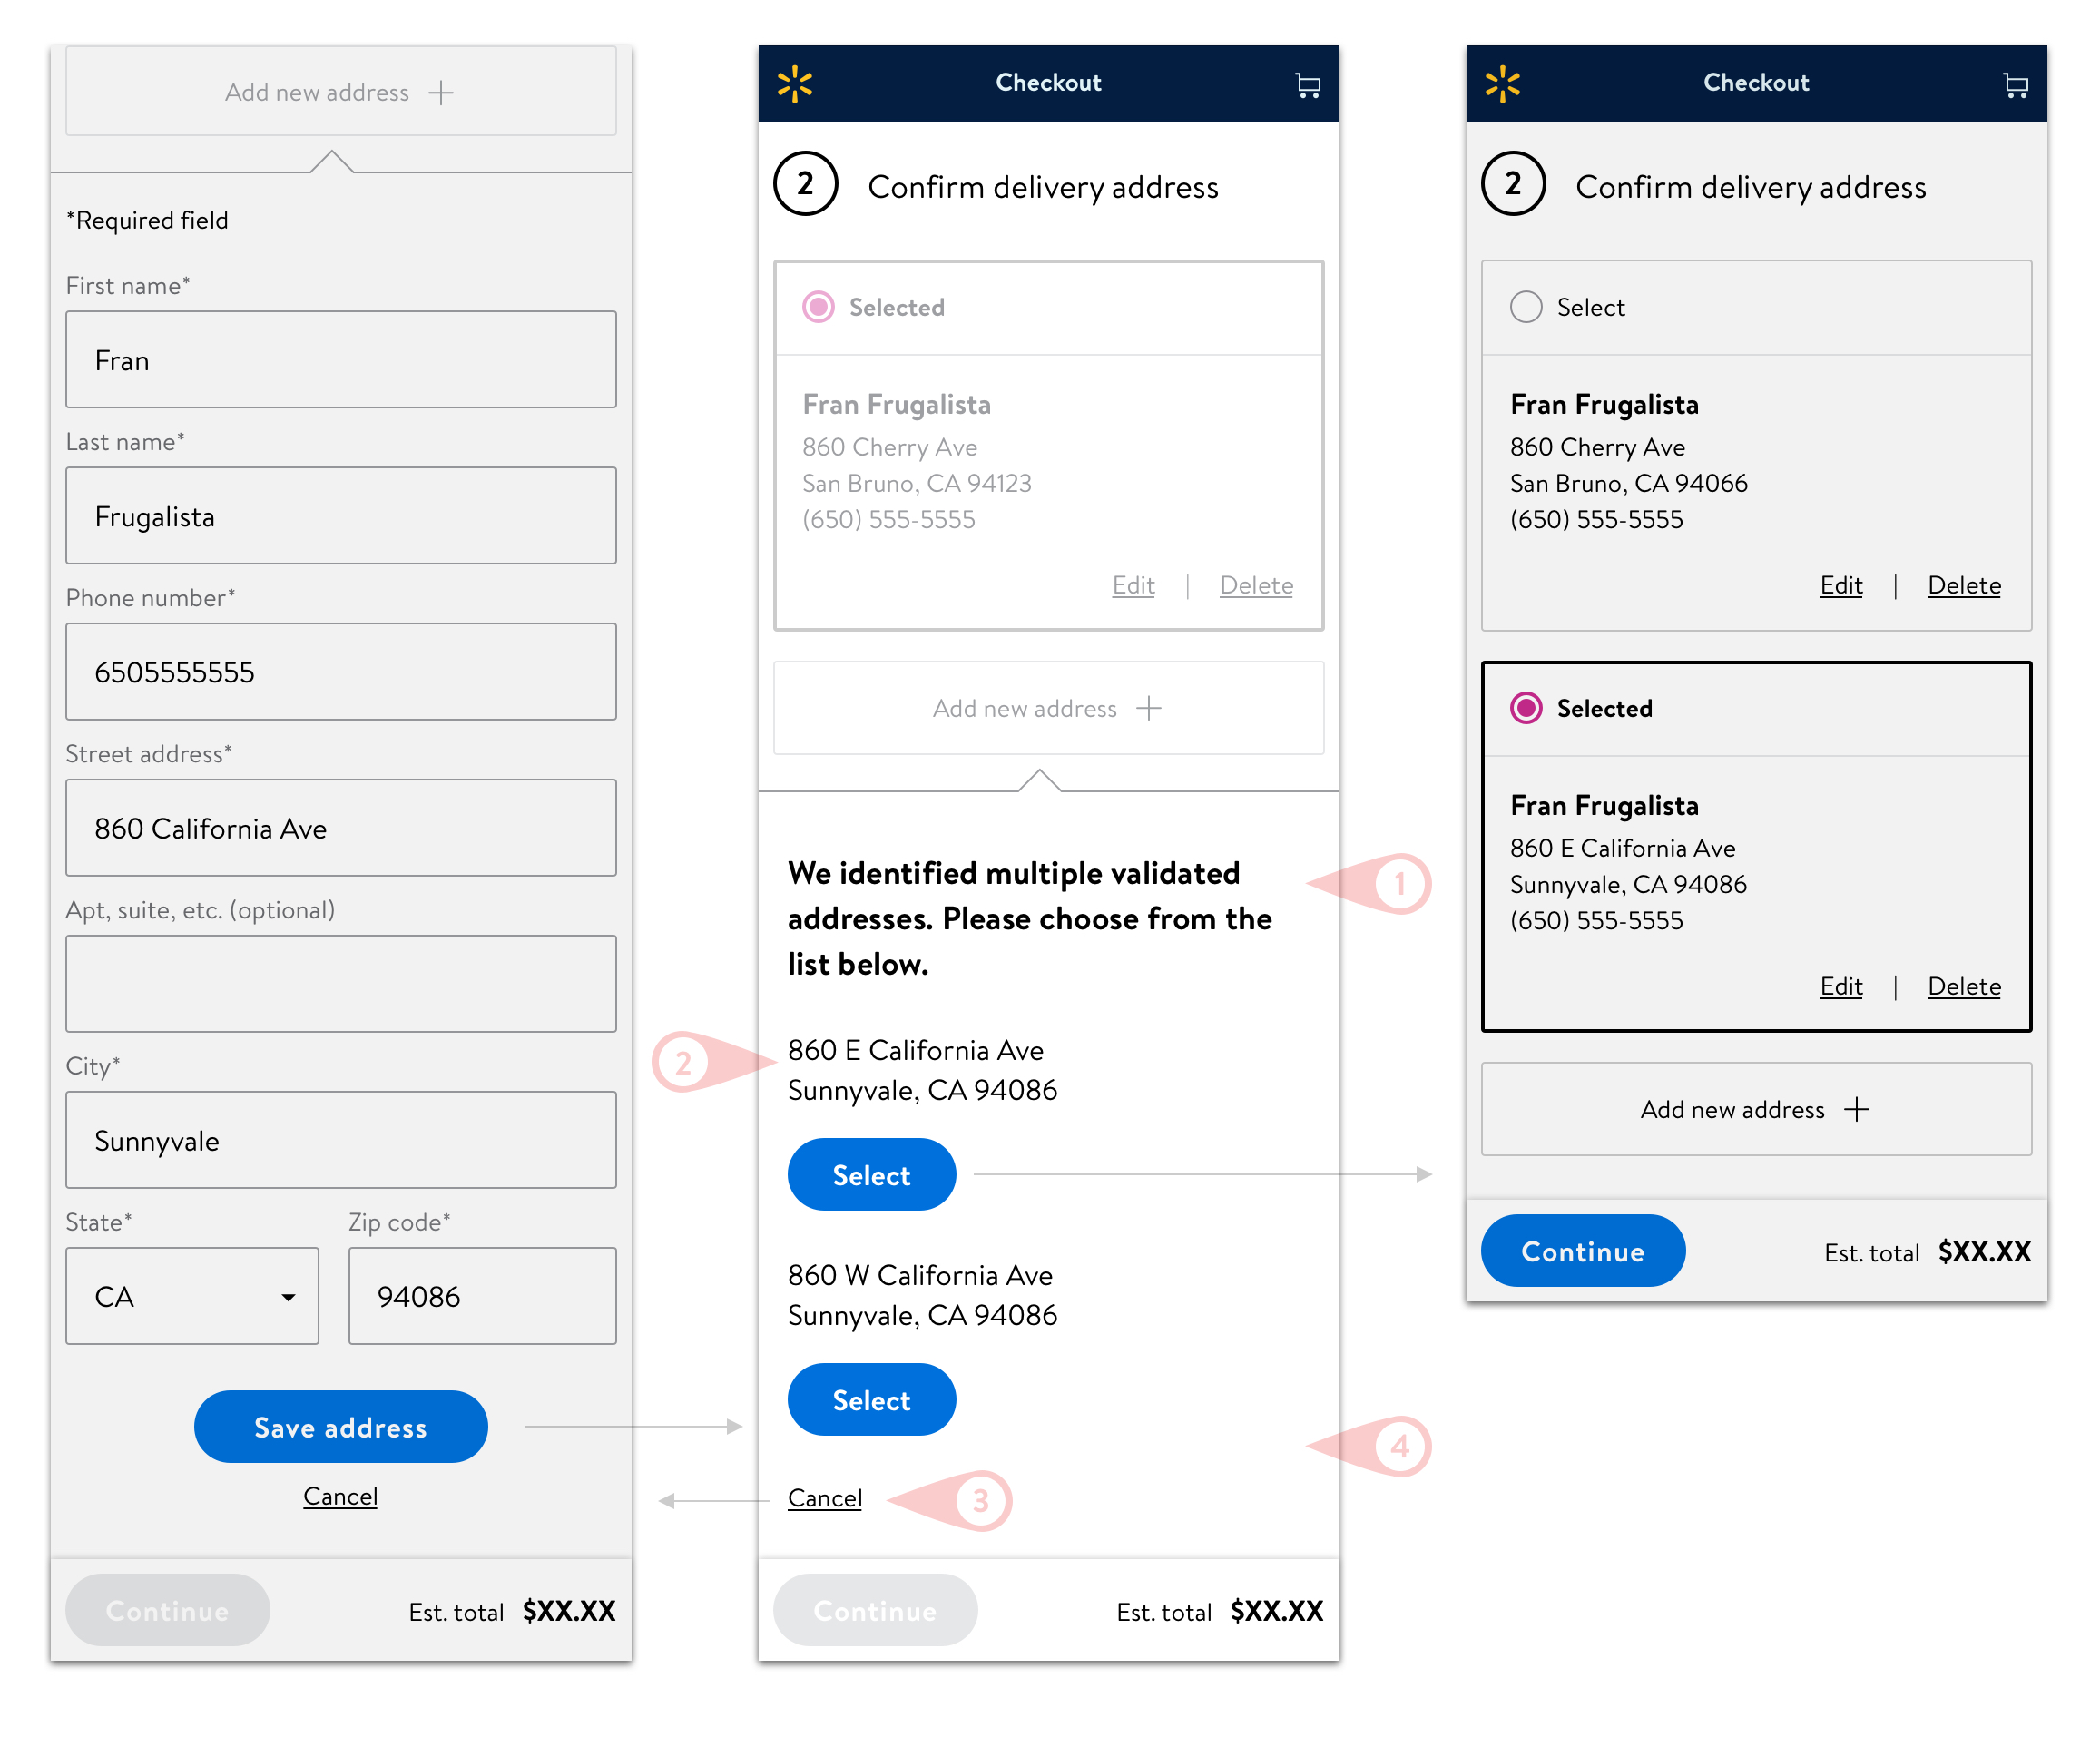 Add new address
*Required field
First name*
Fran
Last name*
Frugalista
Phone number*
6505555555
Street address*
860 California Ave
Apt, suite, etc. (optional)
City*
Sunnyvale
State*
Zip code*
CA
94086
Save address
Cancel
Continue
Est. total $XX.XX
Checkout
2 Confirm delivery address
Selected
Fran Frugalista
860 Cherry Ave
San Bruno, CA 94123
(650) 555-5555
Edit | Delete
Add new address
We identified multiple validated
addresses. Please choose from the
list below.
1
2
860 E California Ave
Sunnyvale, CA 94086
Select
860 W California Ave
Sunnyvale, CA 94086
Select
4
Cancel
3
Continue
Est. total $XX.XX
Checkout
2 Confirm delivery address
Select
Fran Frugalista
860 Cherry Ave
San Bruno, CA 94066
(650) 555-5555
Edit | Delete
Selected
Fran Frugalista
860 E California Ave
Sunnyvale, CA 94086
(650) 555-5555
Edit | Delete
Add new address
Continue
Est. total $XX.XX